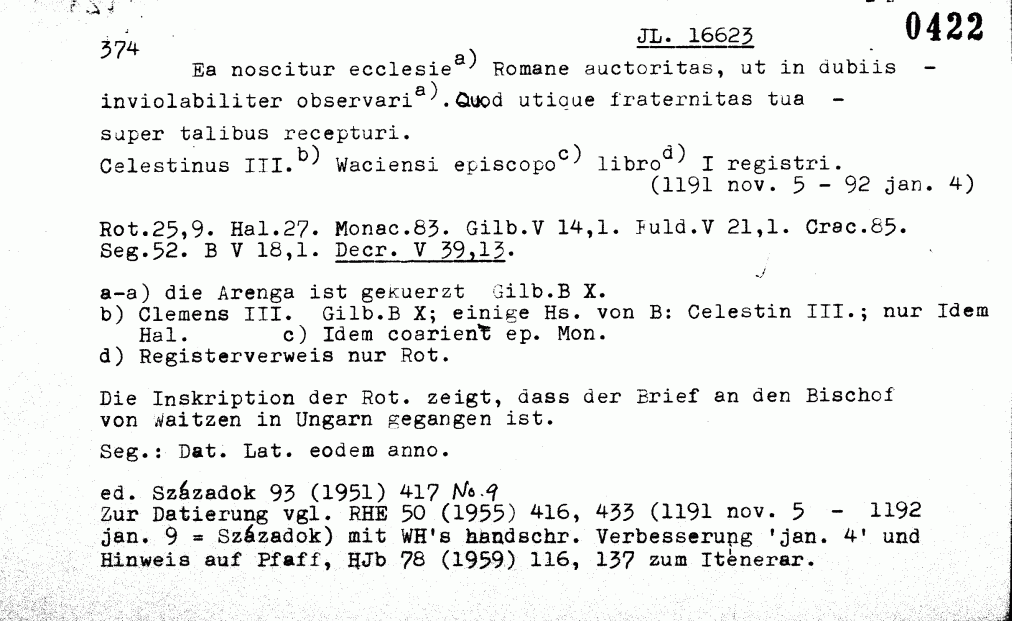 0422
JL. 16623
374
Ea noscitur ecclesie a) Romane auctoritas, ut in dubiis –
inviolabiliter observari a). Quod utique fraternitas tua –
super talibus recepturi.
Celestinus III. b) Waciensi episcopo c) libro d) I registri.
(1191 nov. 5 - 92 jan. 4)
Rot.25,9. Hal.27. Monac.83. Gilb.V 14,1. Fuld.V 21,1. Crac.85.
Seg.52. B V 18,1. Decr. V 39,13.
a-a) die Arenga ist gekuerzt Gilb.B X.
b) Clemens III. Gilb.B X; einige Hs. von B: Celestin III.; nur Idem
Hal. c) Idem coarient ep. Mon.
d) Registerverweis nur Rot.
Die Inskription der Rot. zeigt, dass der Brief an den Bischof
von Waitzen in Ungarn gegangen ist.
Seg.: Dat. Lat. eodem anno.
ed. Századok 93 (1951) 417 No.9
Zur Datierung vgl. RHE 50 (1955) 416, 433 (1191 nov. 5 - 1192
jan. 9 = Századok) mit WH's handschr. Verbesserung 'jan. 4' und
Hinweis auf Pfaff, HJb 78 (1959) 116, 137 zum Itènerar.